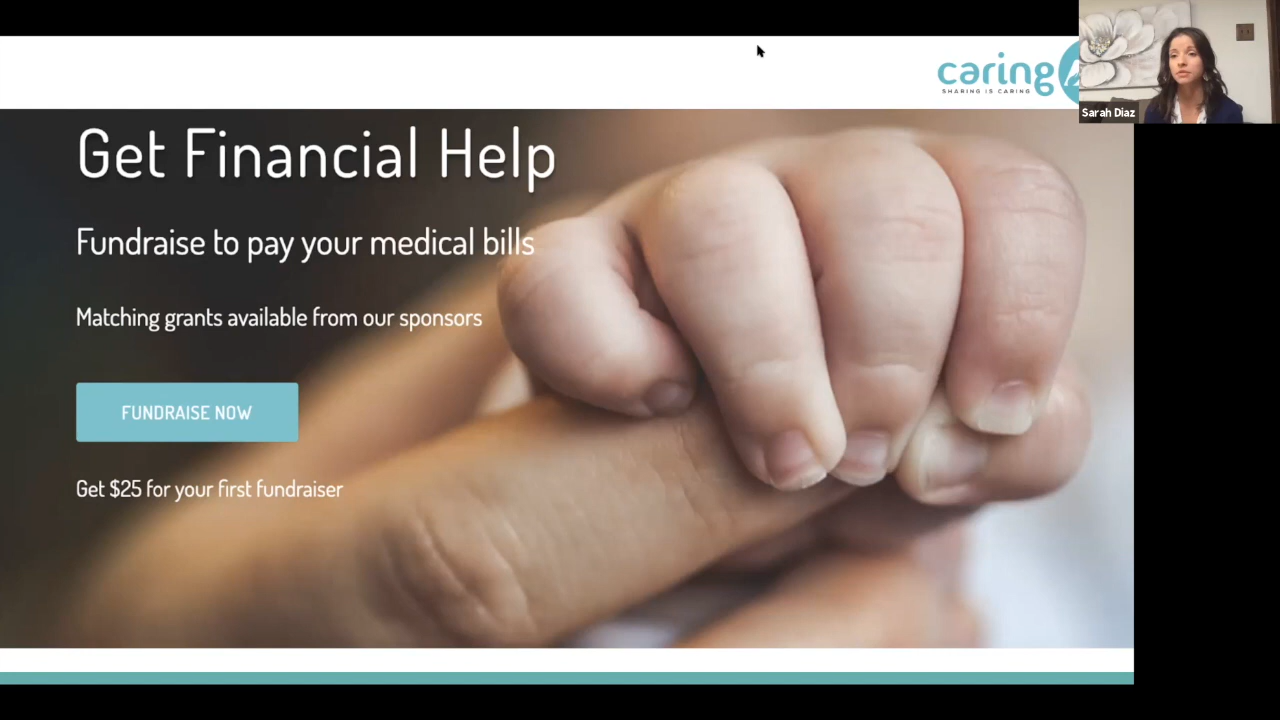 caring
SHARING IS CARING
Sarah Diaz
Get Financial Help
Fundraise to pay your medical bills
Matching grants available from our sponsors
FUNDRAISE NOW
Get $25 for your first fundraiser